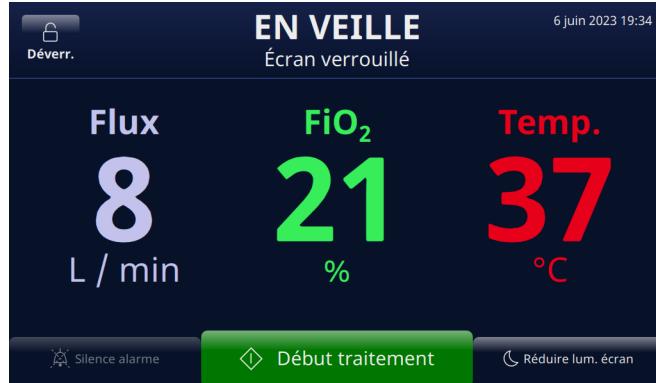 EN VEILLE
6 juin 2023 19:34
Déverr.
Écran verrouillé
Flux
FiO₂
Temp.
8
21
37
L / min
%
°C
Silence alarme
Début traitement
Réduire lum. écran